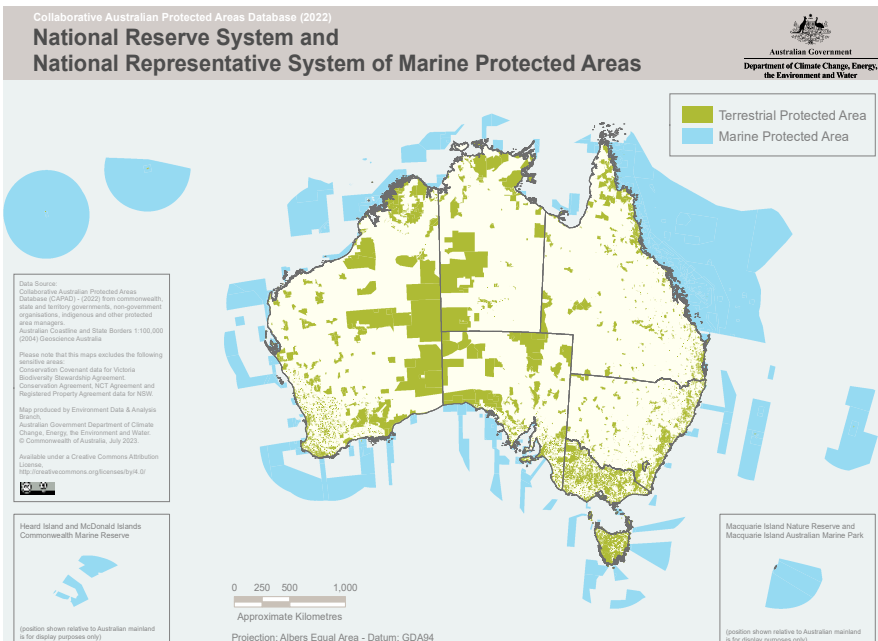 Collaborative Australian Protected Areas Database (2022)
National Reserve System and
National Representative System of Marine Protected Areas
Australian Government
Department of Climate Change, Energy,
the Environment and Water
Terrestrial Protected Area
Marine Protected Area
Data Source:
Collaborative Australian Protected Areas
Database (CAPAD) - (2022) from commonwealth,
state and territory governments, non-government
organisations, indigenous and other protected
area managers.
Australian Coastline and State Borders 1:100,000
(2004) Geoscience Australia
Please note that this maps excludes the following
sensitive areas:
Conservation Covenant data for Victoria
Biodiversity Stewardship Agreement.
Conservation Agreement, NCT Agreement and
Registered Property Agreement data for NSW.
Map produced by Environment Data & Analysis
Branch,
Australian Government Department of Climate
Change, Energy, the Environment and Water.
© Commonwealth of Australia, July 2023.
Available under a Creative Commons Attribution
License,
http://creativecommons.org/licenses/by/4.0/
Heard Island and McDonald Islands
Commonwealth Marine Reserve
(position shown relative to Australian mainland
is for display purposes only)
0 250 500 1,000
Approximate Kilometres
Projection: Albers Equal Area - Datum: GDA94
Macquarie Island Nature Reserve and
Macquarie Island Australian Marine Park
(position shown relative to Australian mainland
is for display purposes only)